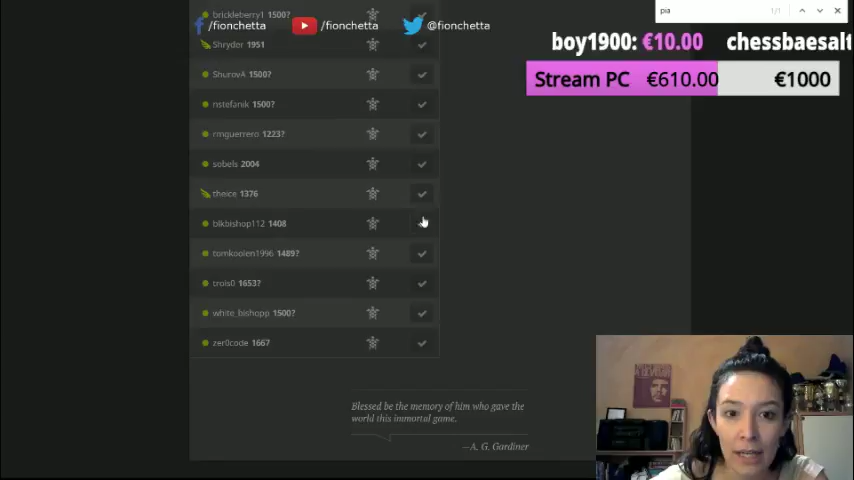 pia 1/1
brickleberry1 1500?
/fionchetta /fionchetta @fionchetta
boy1900: €10.00 chessbaesalt
Shryder 1951
ShurovA 1500?
Stream PC €610.00 €1000
nstefanik 1500?
rmguerrero 1223?
sobels 2004
theice 1376
blkbishop112 1408
tomkoolen1996 1489?
trols0 1653?
white_bishopp 1500?
zer0code 1667
Blessed be the memory of him who gave the
world this immortal game.
—A. G. Gardiner